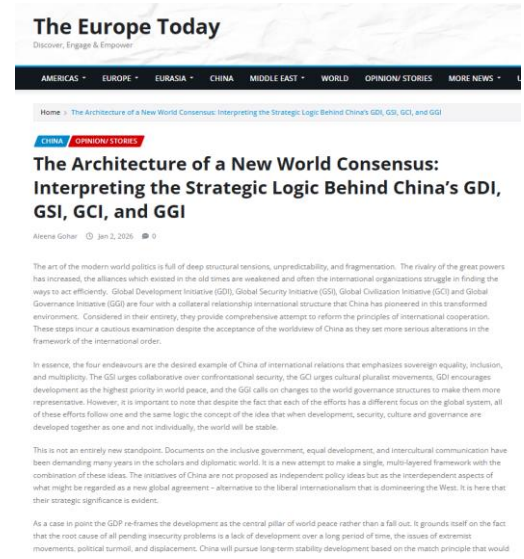 The Europe Today
Discover, Engage & Empower
AMERICAS EUROPE EURASIA CHINA MIDDLE EAST WORLD OPINION/ STORIES MORE NEWS
Home > The Architecture of a New World Consensus: Interpreting the Strategic Logic Behind China's GDI, GSI, GCI, and GGI
CHINA OPINION/ STORIES
The Architecture of a New World Consensus:
Interpreting the Strategic Logic Behind China's GDI,
GSI, GCI, and GGI
Aleena Gohar Jan 2, 2026 0
The art of the modern world politics is full of deep structural tensions, unpredictability, and fragmentation. The rivalry of the great powers
has increased, the alliances which existed in the old times are weakened and often the international organizations struggle in finding the
ways to act efficiently. Global Development Initiative (GDI), Global Security Initiative (GSI), Global Civilization Initiative (GCI) and Global
Governance Initiative (GGI) are four with a collateral relationship international structure that China has pioneered in this transformed
environment. Considered in their entirety, they provide comprehensive attempt to reform the principles of international cooperation.
These steps incur a cautious examination despite the acceptance of the worldview of China as they set more serious alterations in the
framework of the international order.
In essence, the four endeavours are the desired example of China of international relations that emphasizes sovereign equality, inclusion,
and multiplicity. The GSI urges collaborative over confrontational security, the GCI urges cultural pluralist movements, GDI encourages
development as the highest priority in world peace, and the GGI calls on changes to the world governance structures to make them more
representative. However, it is important to note that despite the fact that each of the efforts has a different focus on the global system, all
of these efforts follow one and the same logic the concept of the idea that when development, security, culture and governance are
developed together as one and not individually, the world will be stable.
This is not an entirely new standpoint. Documents on the inclusive government, equal development, and intercultural communication have
been demanding many years in the scholars and diplomatic world. It is a new attempt to make a single, multi-layered framework with the
combination of these ideas. The initiatives of China are not proposed as independent policy ideas but as the interdependent aspects of
what might be regarded as a new global agreement – alternative to the liberal internationalism that is domineering the West. It is here that
their strategic significance is evident.
As a case in point the GDP re-frames the development as the central pillar of world peace rather than a fall out. It grounds itself on the fact
that the root cause of all pending insecurity problems is a lack of development over a long period of time, the issues of extremist
movements, political turmoil, and displacement. China will pursue long-term stability development based on the match principle that would